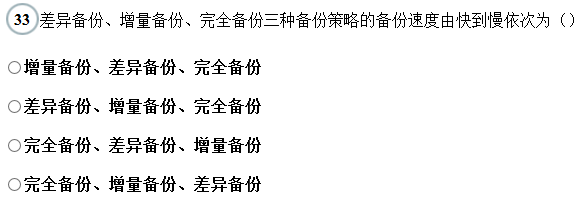 33 差异备份、增量备份、完全备份三种备份策略的备份速度由快到慢依次为（）
增量备份、差异备份、完全备份
差异备份、增量备份、完全备份
完全备份、差异备份、增量备份
完全备份、增量备份、差异备份